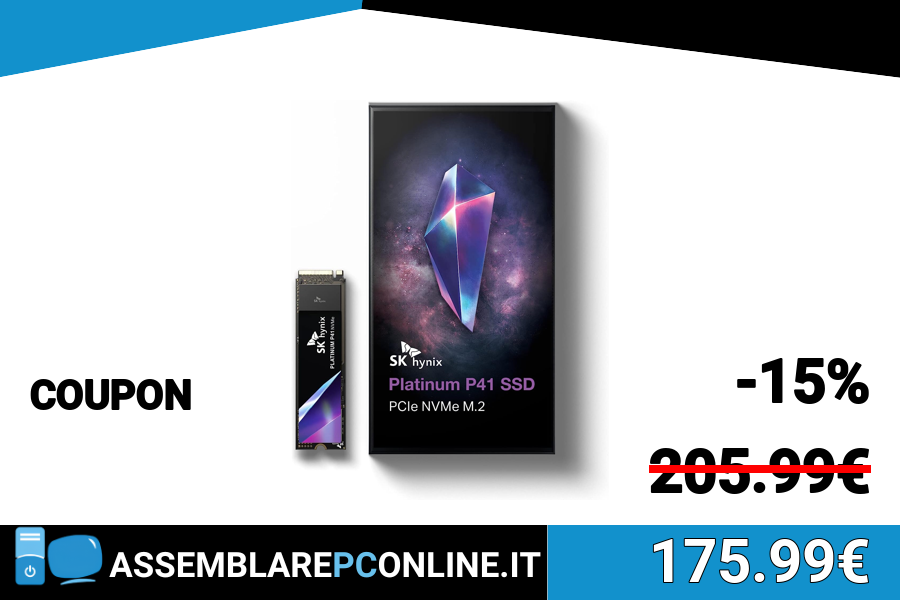 SK hynix
Platinum P41 SSD
PCIe NVMe M.2
SK hynix
PLATINUM P41 NVMe
COUPON
-15%
205.99€
ASSEMBLAREPCONLINE.IT
175.99€